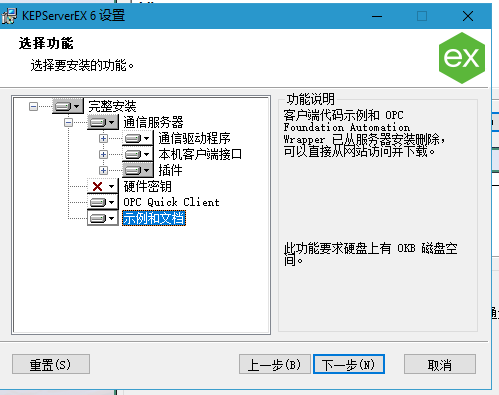 KEPServerEX 6 设置
选择功能
选择要安装的功能。
ex
完整安装
通信服务器
通信驱动程序
本机客户端接口
插件
硬件密钥
OPC Quick Client
示例和文档
功能说明
客户端代码示例和 OPC
Foundation Automation
Wrapper 已从服务器安装删除，
可以直接从网站访问并下载。
此功能要求硬盘上有 0KB 磁盘空
间。
重置(S)
上一步(B)
下一步(N)
取消